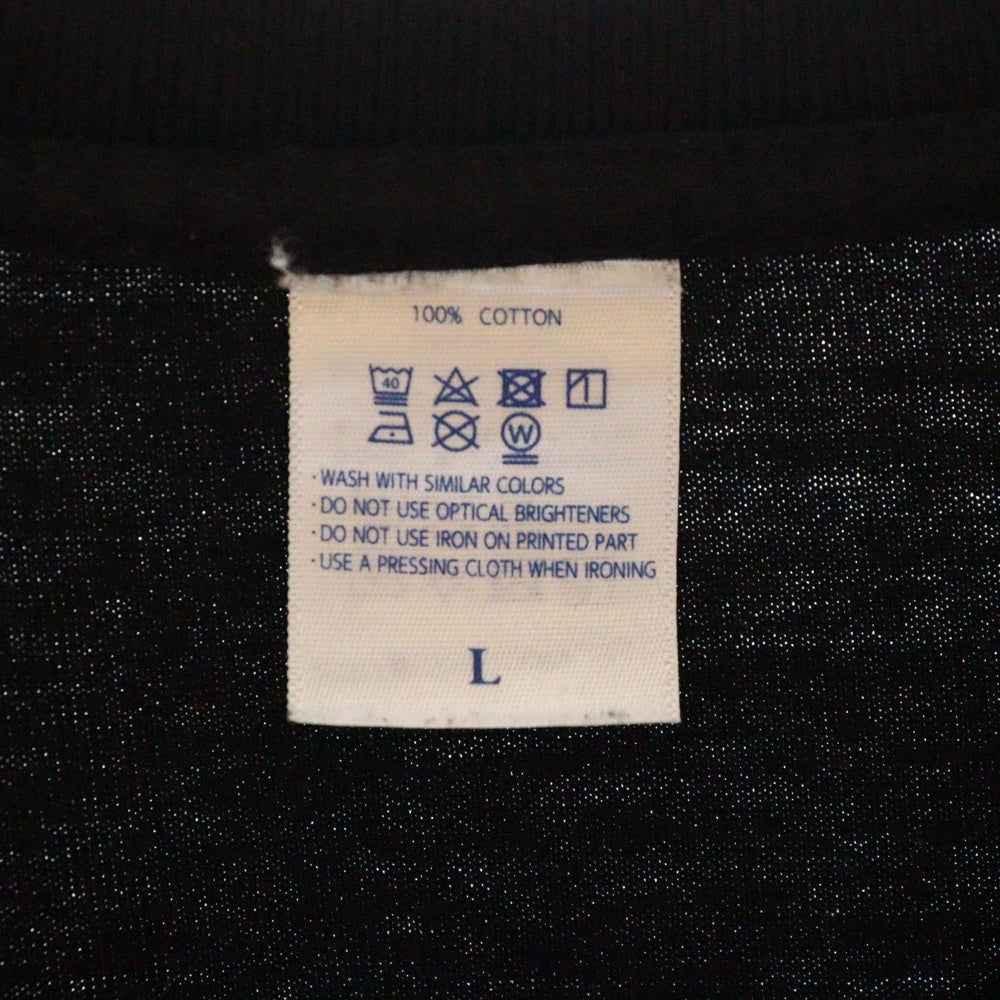 100% COTTON
40
W
· WASH WITH SIMILAR COLORS
· DO NOT USE OPTICAL BRIGHTENERS
· DO NOT USE IRON ON PRINTED PART
· USE A PRESSING CLOTH WHEN IRONING
L